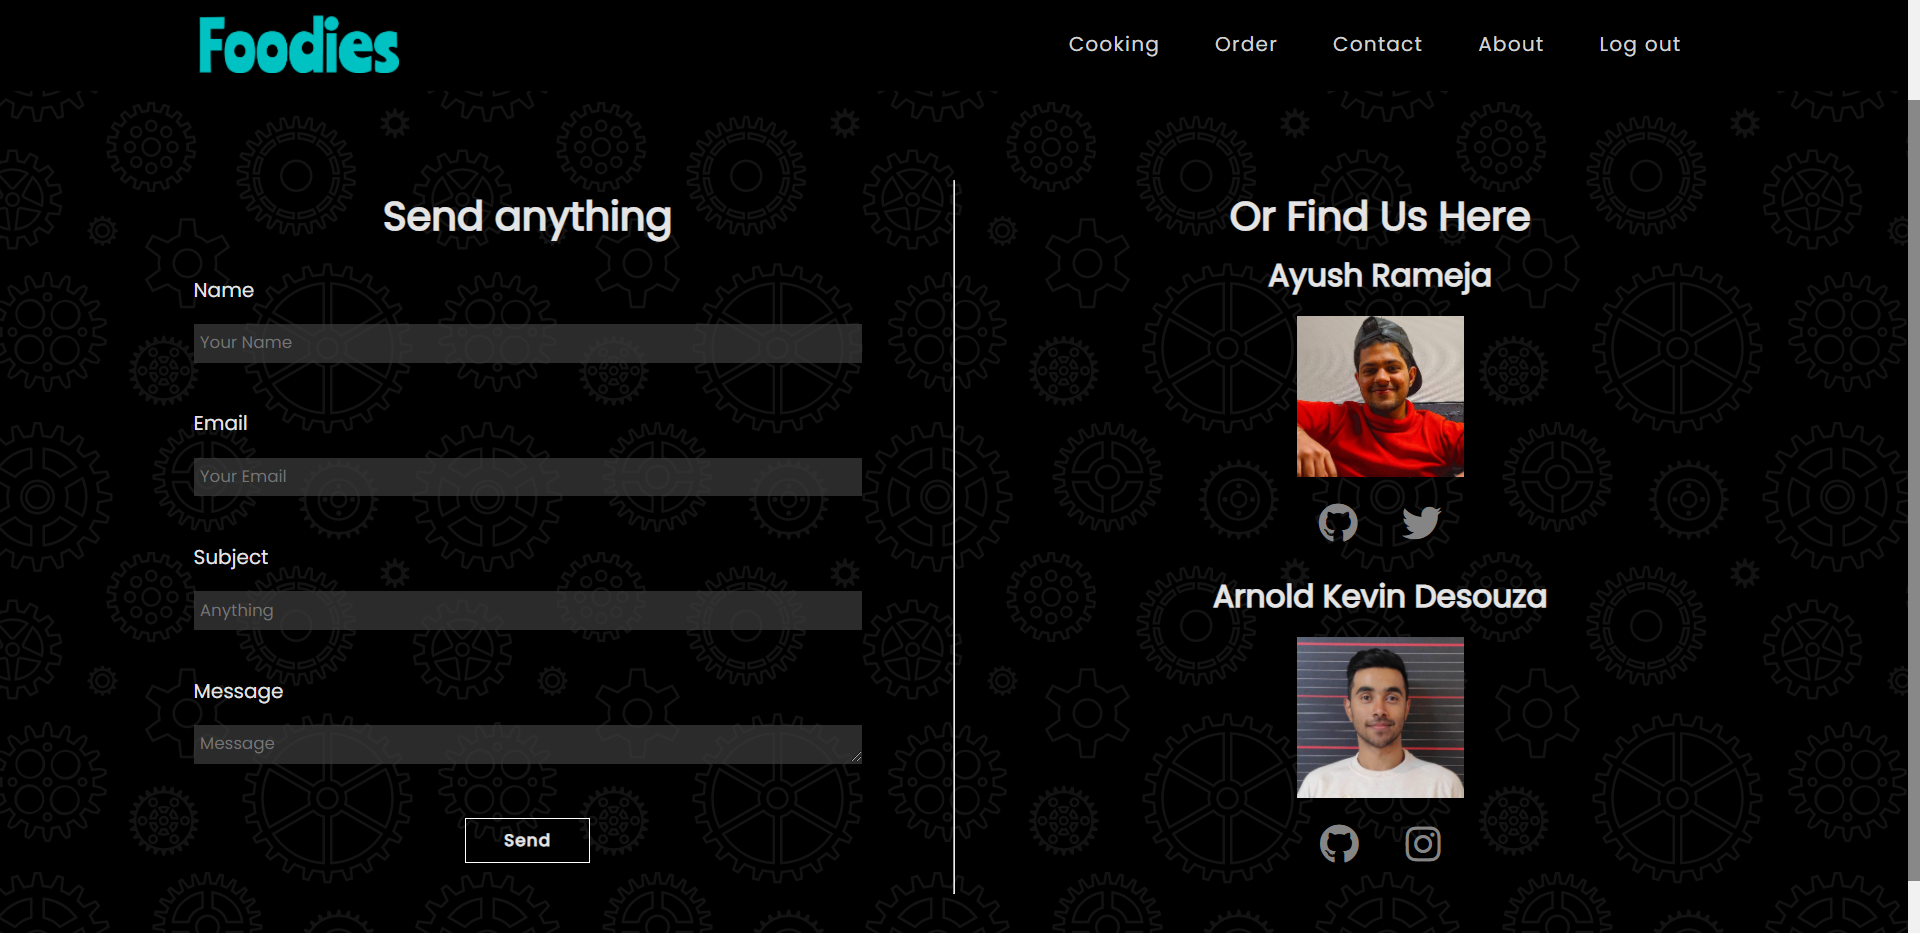 Foodies
Cooking Order Contact About Log out
Send anything
Name
Your Name
Email
Your Email
Subject
Anything
Message
Message
Send
Or Find Us Here
Ayush Rameja
Arnold Kevin Desouza